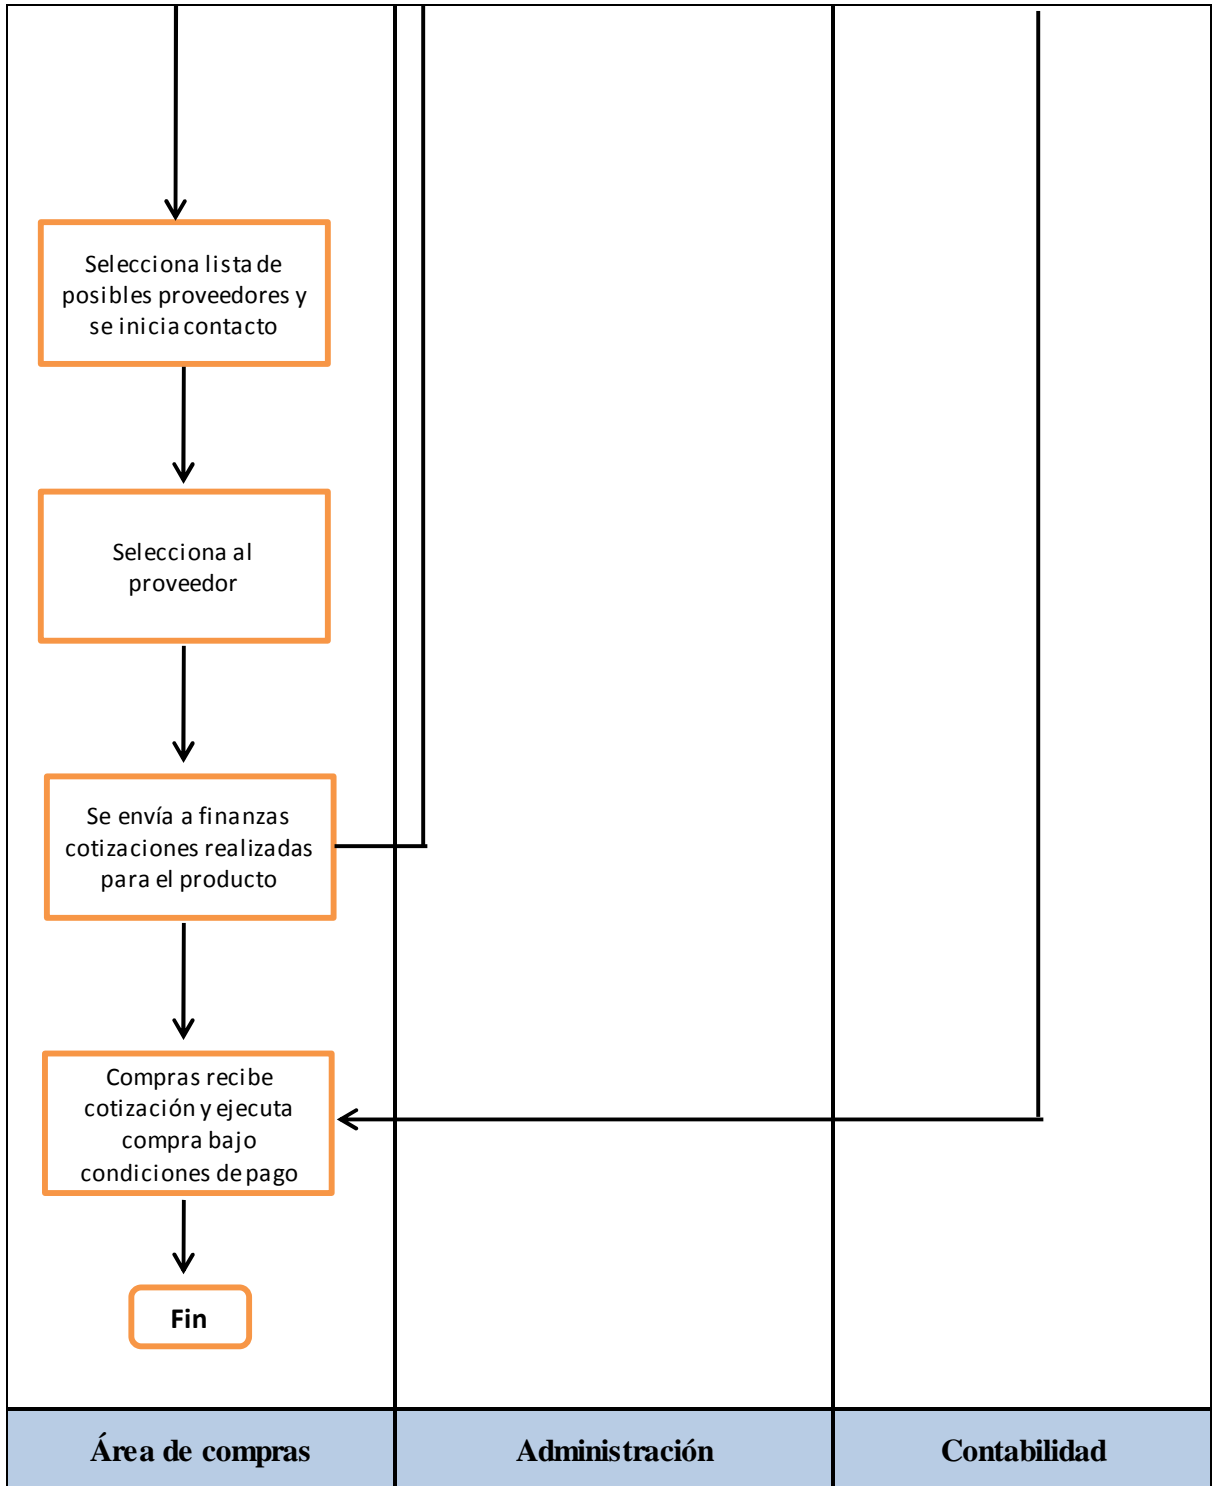 Selecciona lista de
posibles proveedores y
se inicia contacto
Selecciona al
proveedor
Se envía a finanzas
cotizaciones realizadas
para el producto
Compras recibe
cotización y ejecuta
compra bajo
condiciones de pago
Fin
Área de compras
Administración
Contabilidad